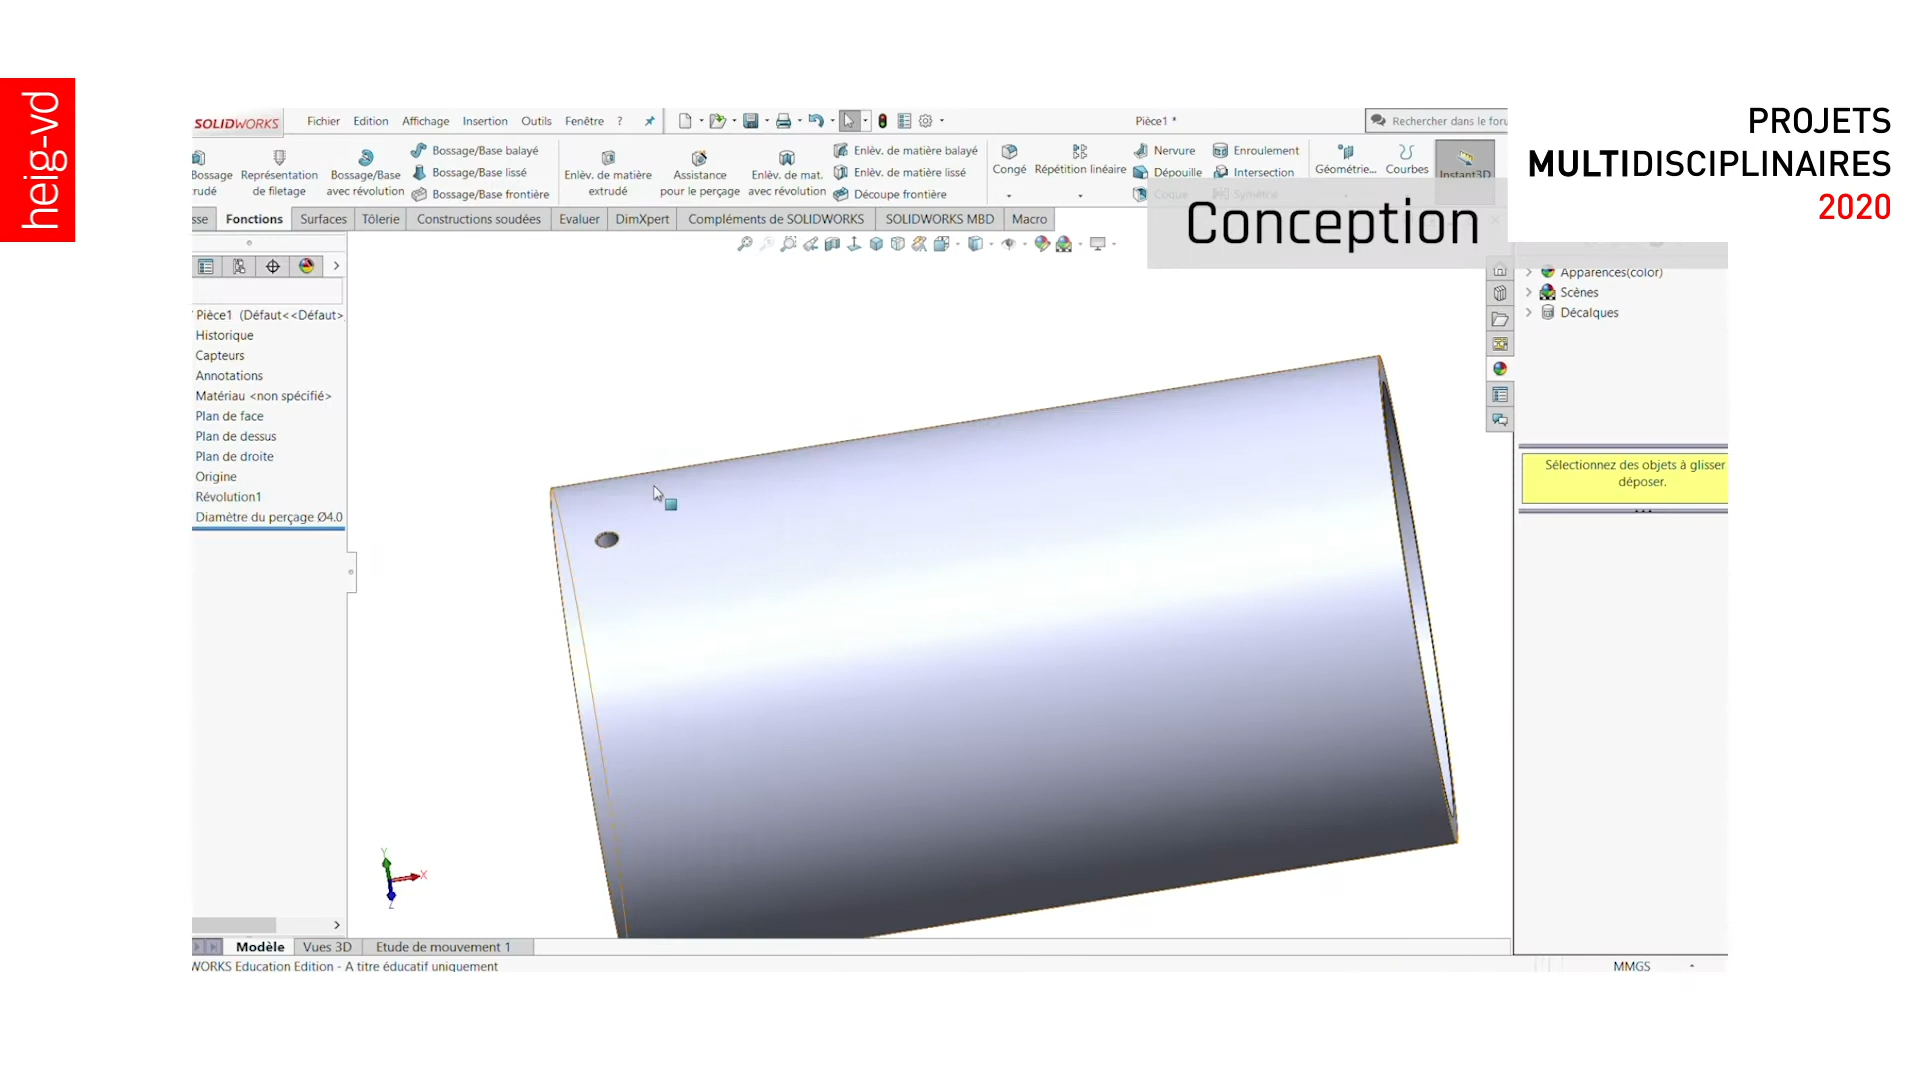 heig-vd
PROJETS
MULTIDISCIPLINAIRES
2020
Conception
SOLIDWORKS
Fichier Edition Affichage Insertion Outils Fenêtre ?
Pièce1 *
Rechercher dans le foru
Bossage
rudé
Représentation
de filetage
Bossage/Base
avec révolution
Bossage/Base balayé
Bossage/Base lissé
Bossage/Base frontière
Enlèv. de matière
extrudé
Assistance
pour le perçage
Enlèv. de mat.
avec révolution
Enlèv. de matière balayé
Enlèv. de matière lissé
Découpe frontière
Congé
Répétition linéaire
Nervure
Dépouille
Coque
Enroulement
Intersection
Symétrie
Géométrie...
Courbes
Instant3D
sse Fonctions Surfaces Tôlerie Constructions soudées Evaluer DimXpert Compléments de SOLIDWORKS SOLIDWORKS MBD Macro
Pièce1 (Défaut<<Défaut>
Historique
Capteurs
Annotations
Matériau <non spécifié>
Plan de face
Plan de dessus
Plan de droite
Origine
Révolution1
Diamètre du perçage Ø4.0
Apparences(color)
Scènes
Décalques
Sélectionnez des objets à glisser
déposer.
Y
X
Z
Modèle Vues 3D Etude de mouvement 1
WORKS Education Edition - A titre éducatif uniquement
MMGS